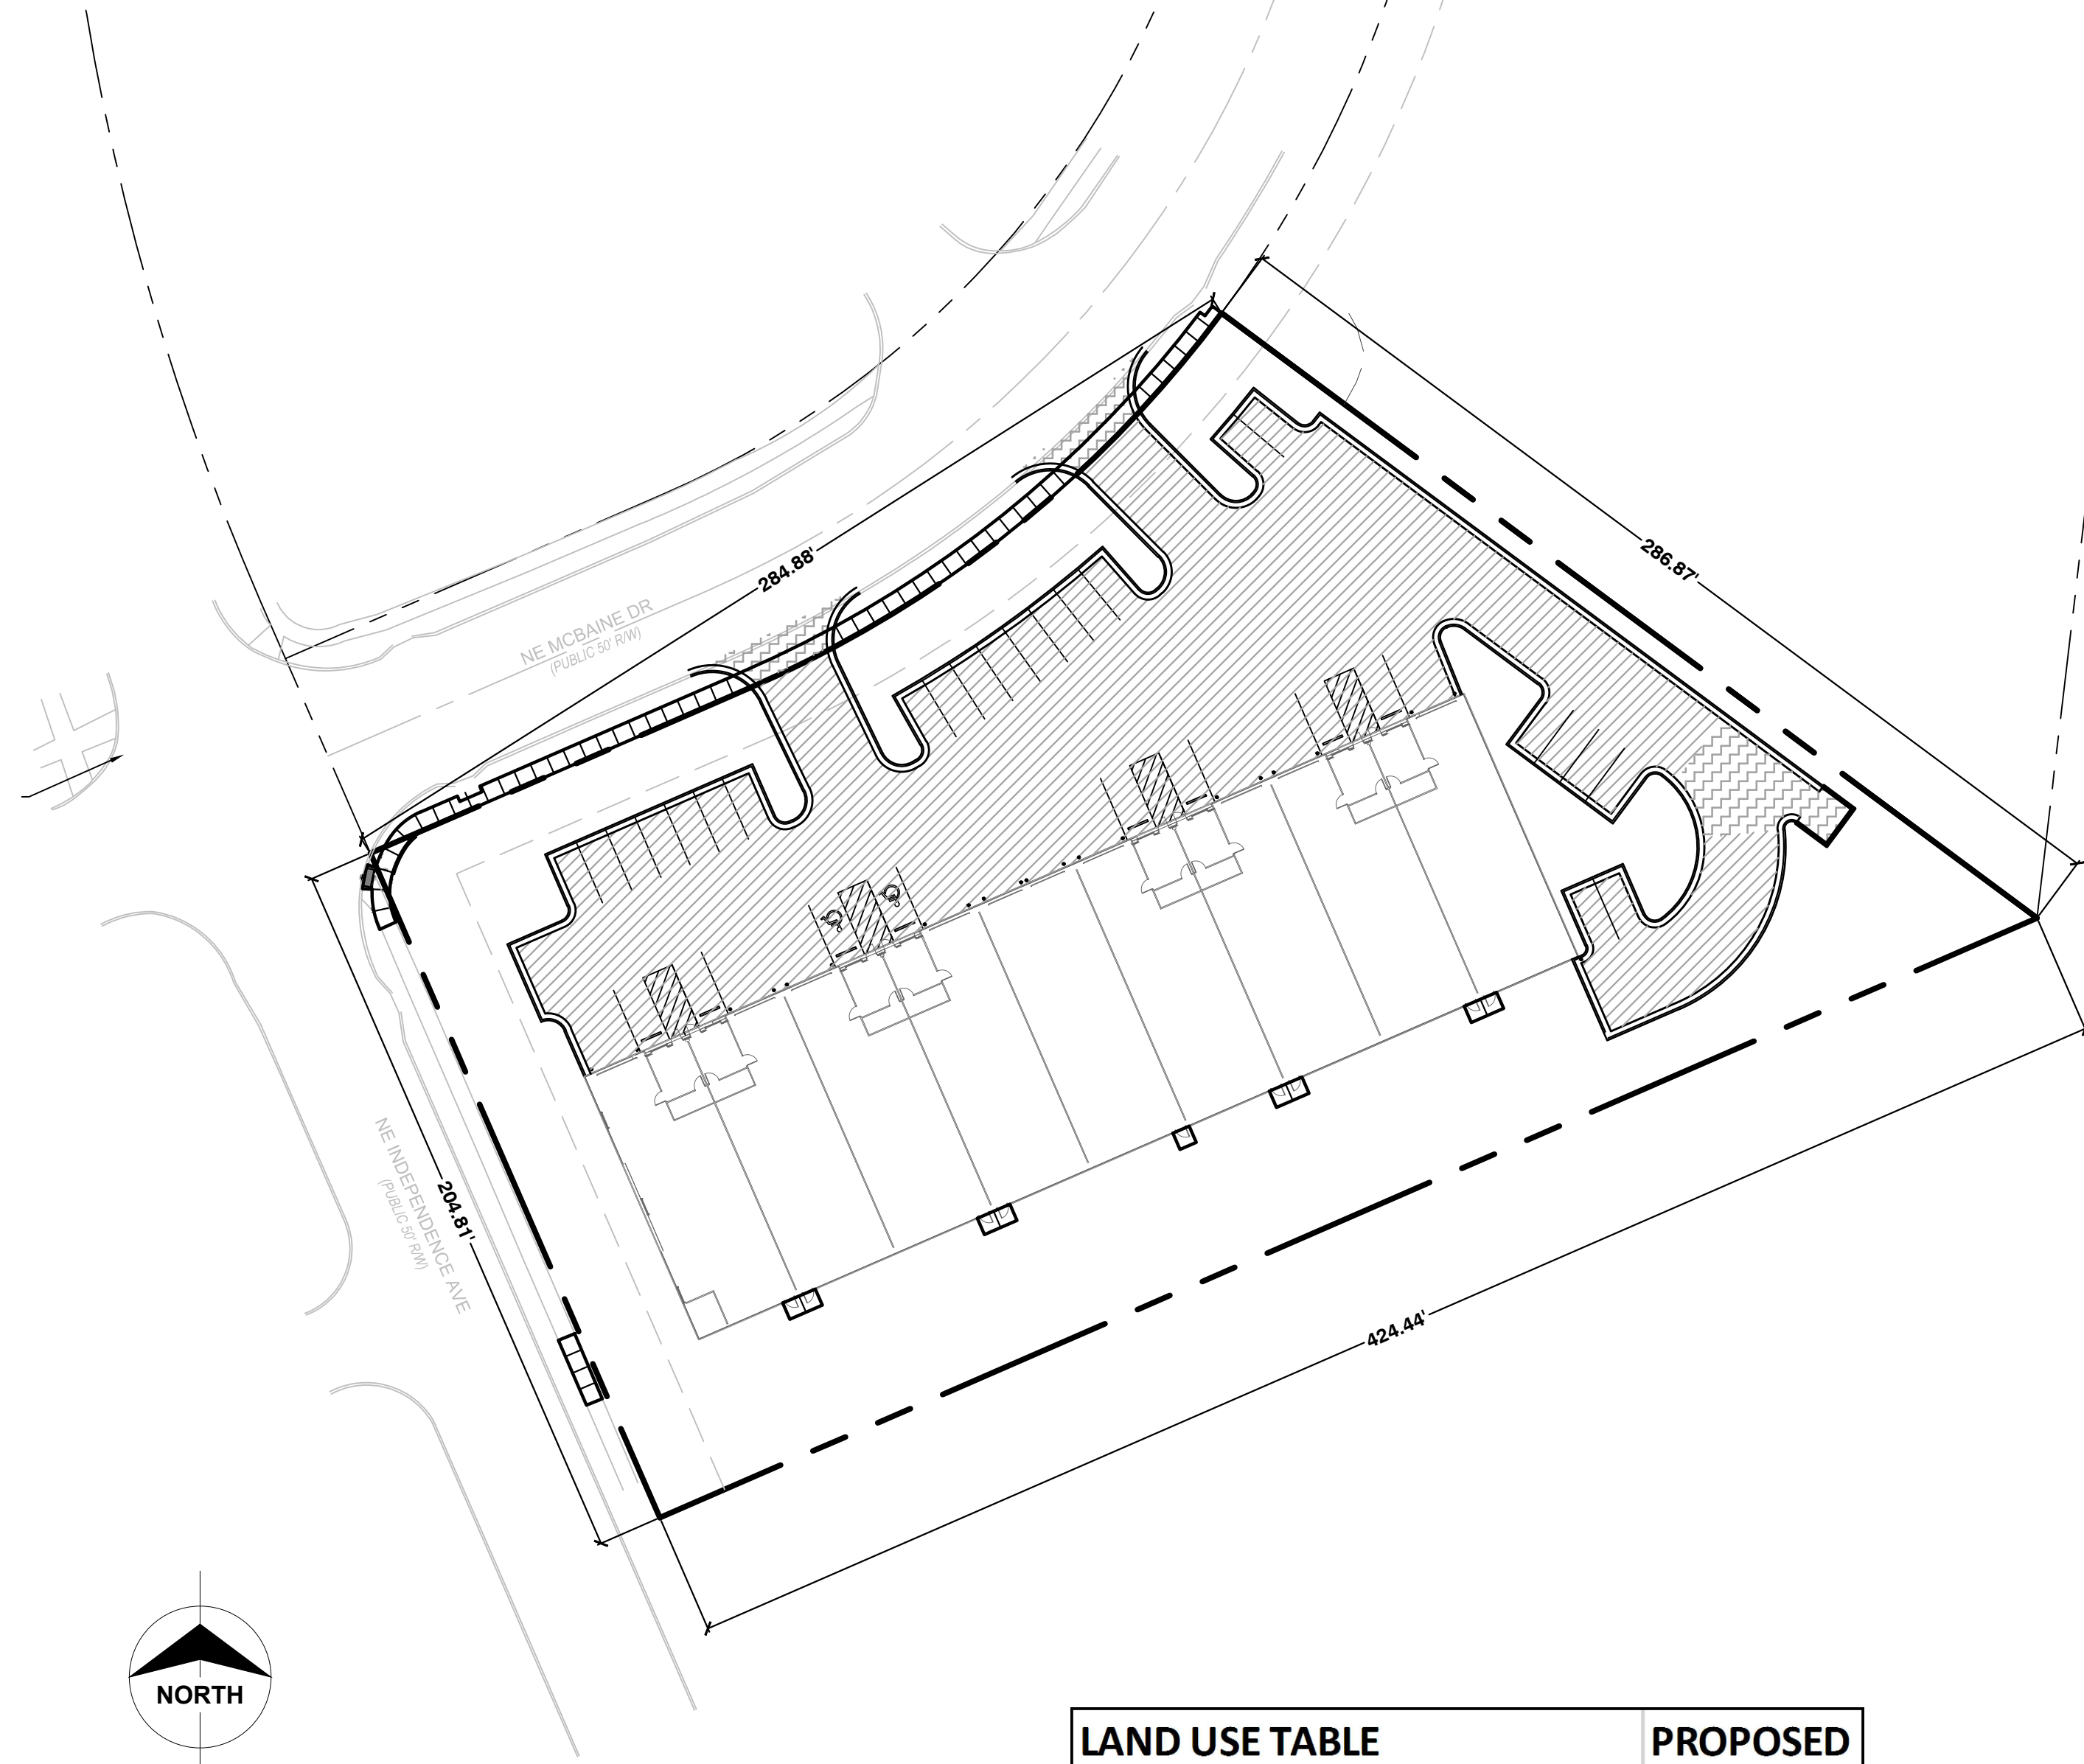 286.87'
284.88'
NE MCBAINE DR
(PUBLIC 50' R/W)
NE INDEPENDENCE AVE
(PUBLIC 50' R/W)
204.81'
424.44'
NORTH
LAND USE TABLE PROPOSED